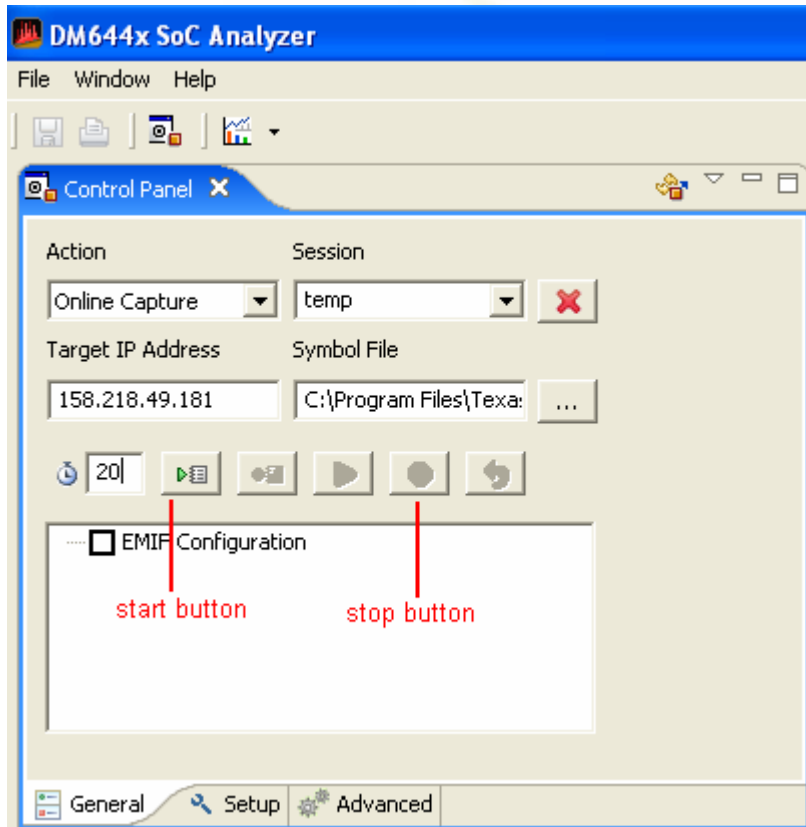 DM644x SoC Analyzer
File Window Help
Control Panel
Action Session
Online Capture temp
Target IP Address Symbol File
158.218.49.181 C:\Program Files\Texas ...
20
EMIF Configuration
start button stop button
General Setup Advanced